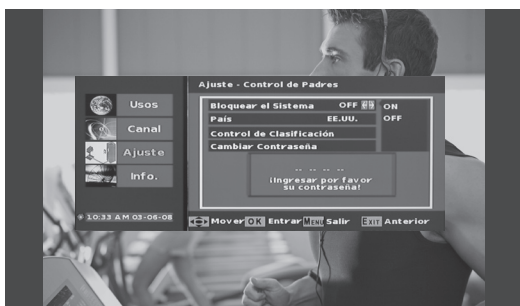 Ajuste - Control de Padres
Usos
Canal
Ajuste
Info.
Bloquear el Sistema OFF ON
País EE.UU. OFF
Control de Clasificación
Cambiar Contraseña
-- -- -- --
¡Ingresar por favor
su contraseña!
10:33 AM 03-06-08
Mover OK Entrar MENU Salir EXIT Anterior